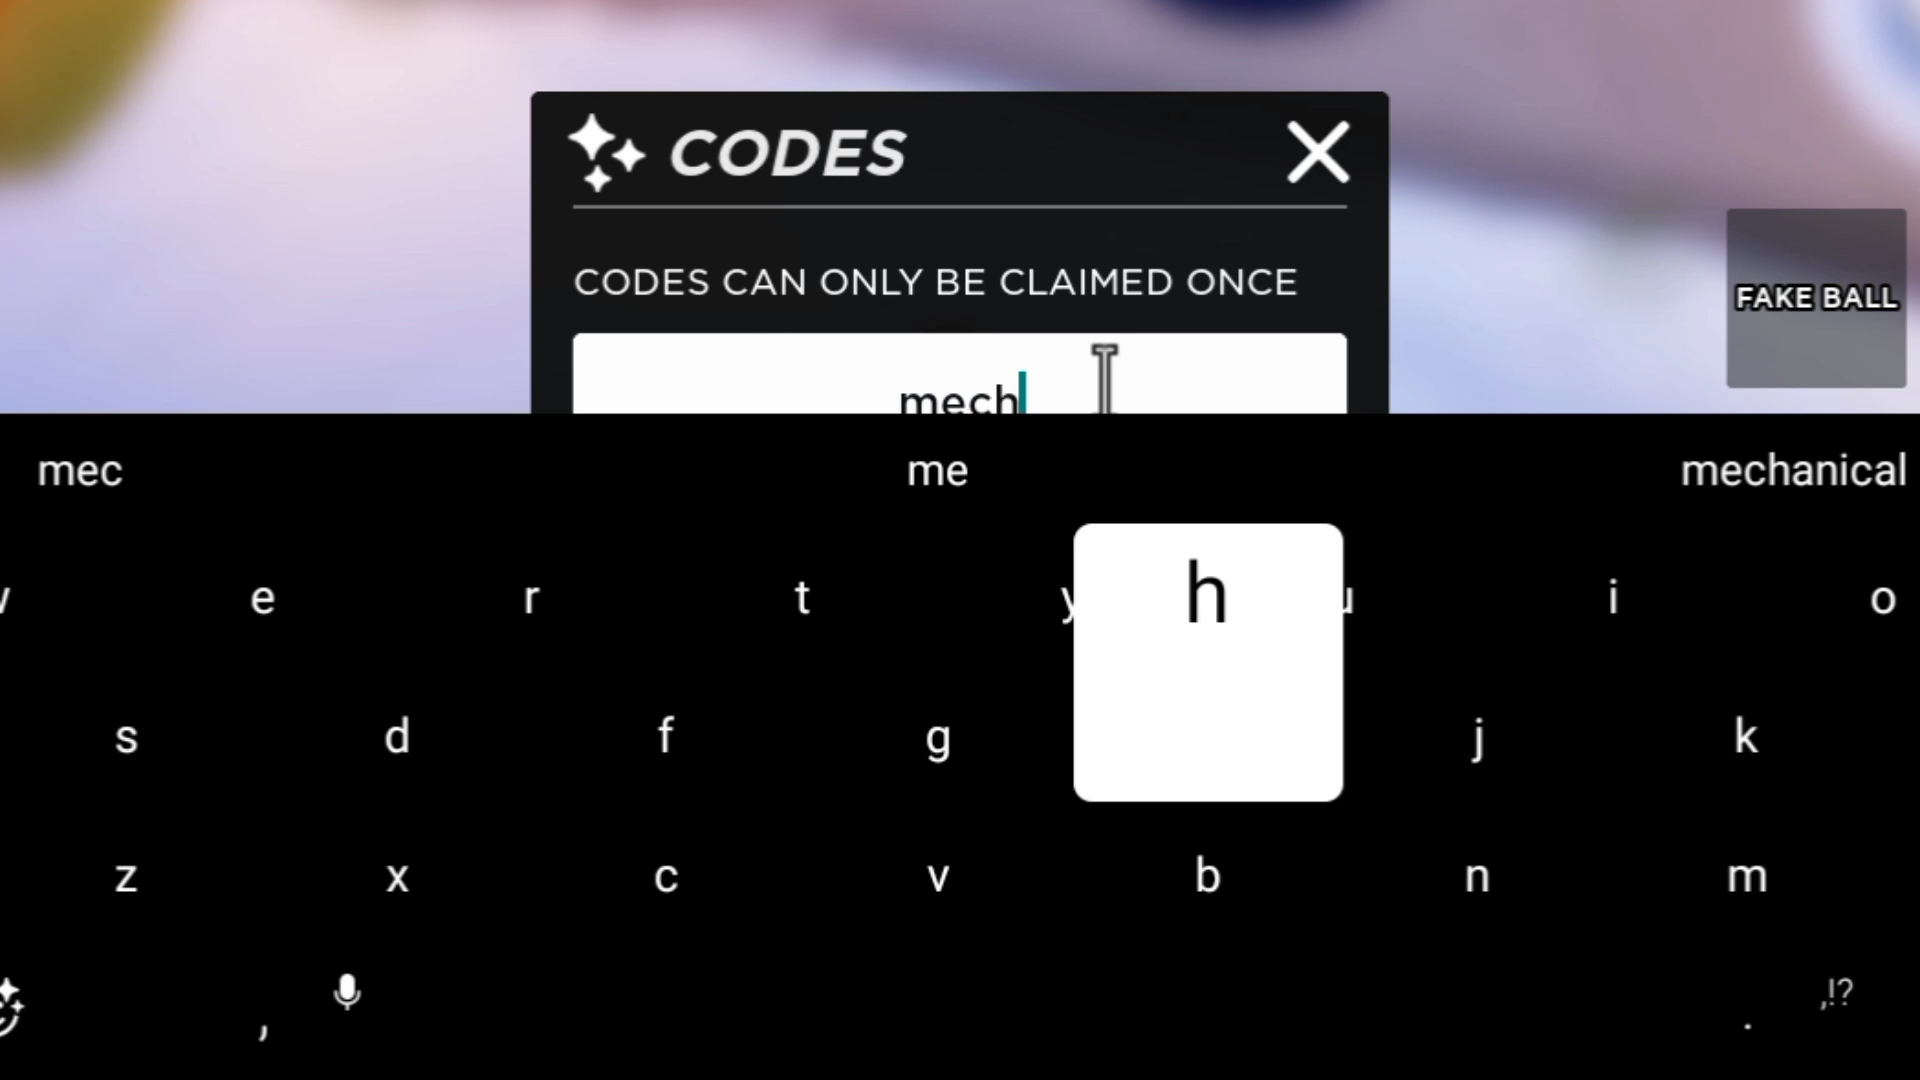 CODES
CODES CAN ONLY BE CLAIMED ONCE
FAKE BALL
mech
mec me mechanical
e r t y h u i o
s d f g j k
z x c v b n m
, . ,!?